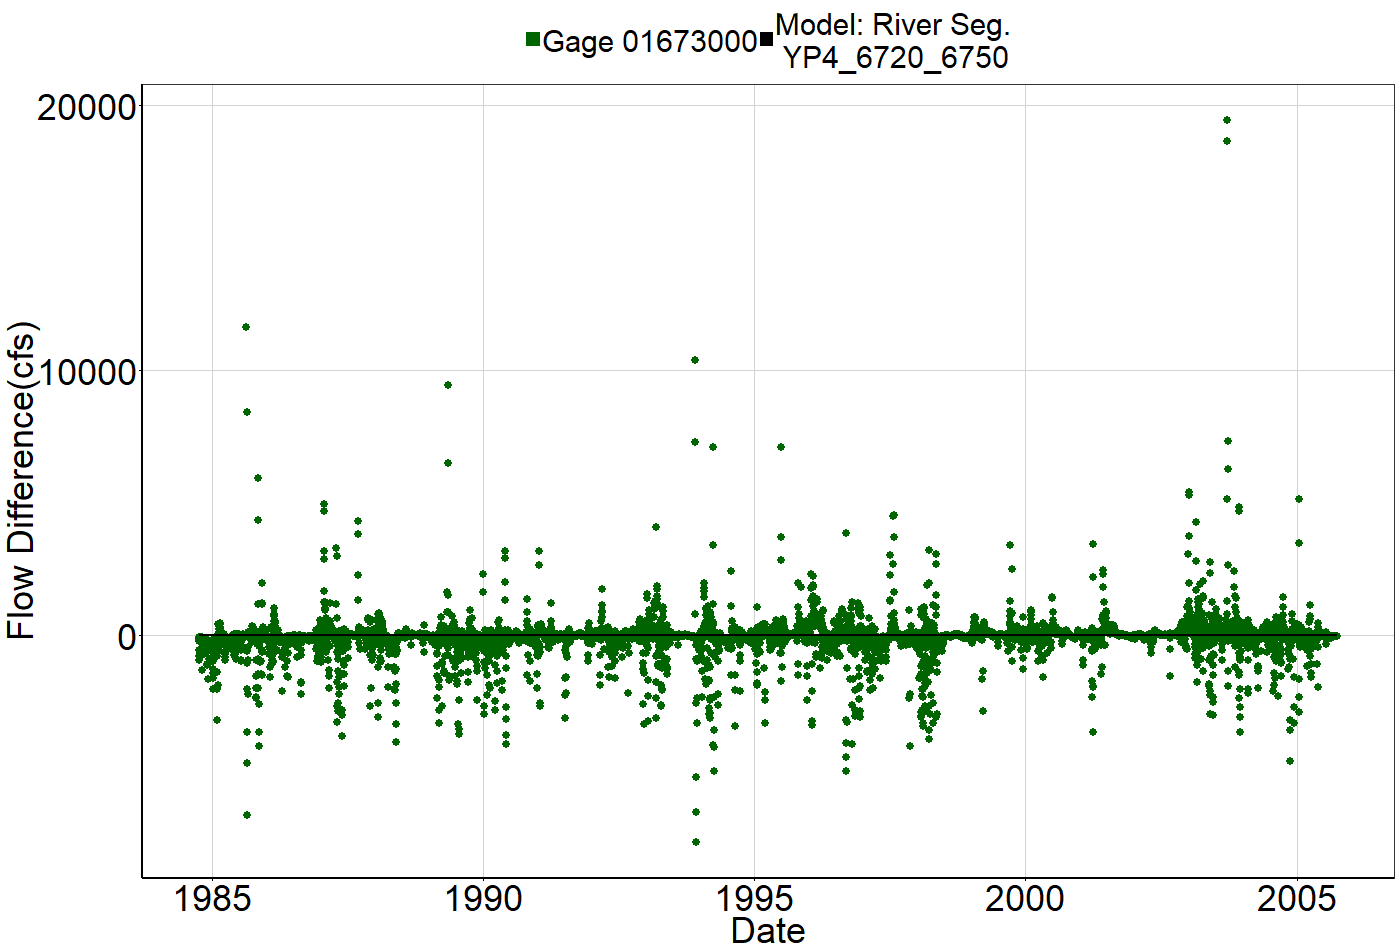 Gage 01673000
Model: River Seg.
YP4_6720_6750
Flow Difference(cfs)
20000
10000
0
1985 1990 1995 2000 2005
Date